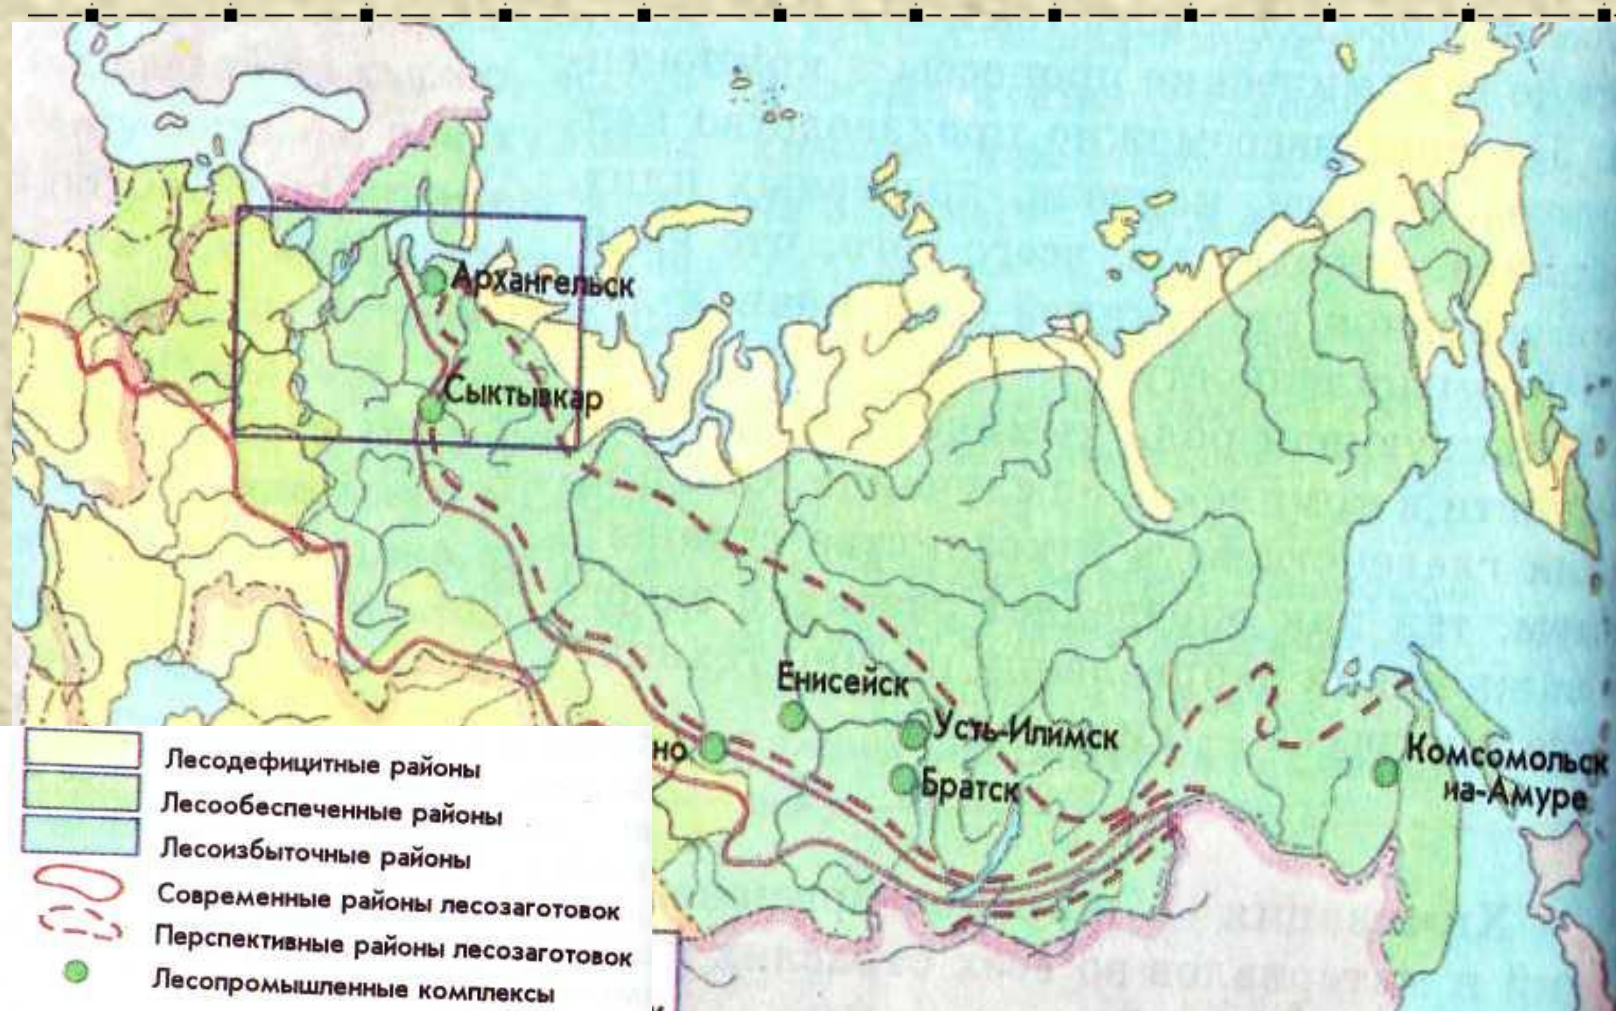 Архангельск
Сыктывкар
Енисейск
Усть-Илимск
но
Братск
Комсомольск
на-Амуре
Лесодефицитные районы
Лесообеспеченные районы
Лесоизбыточные районы
Современные районы лесозаготовок
Перспективные районы лесозаготовок
Лесопромышленные комплексы